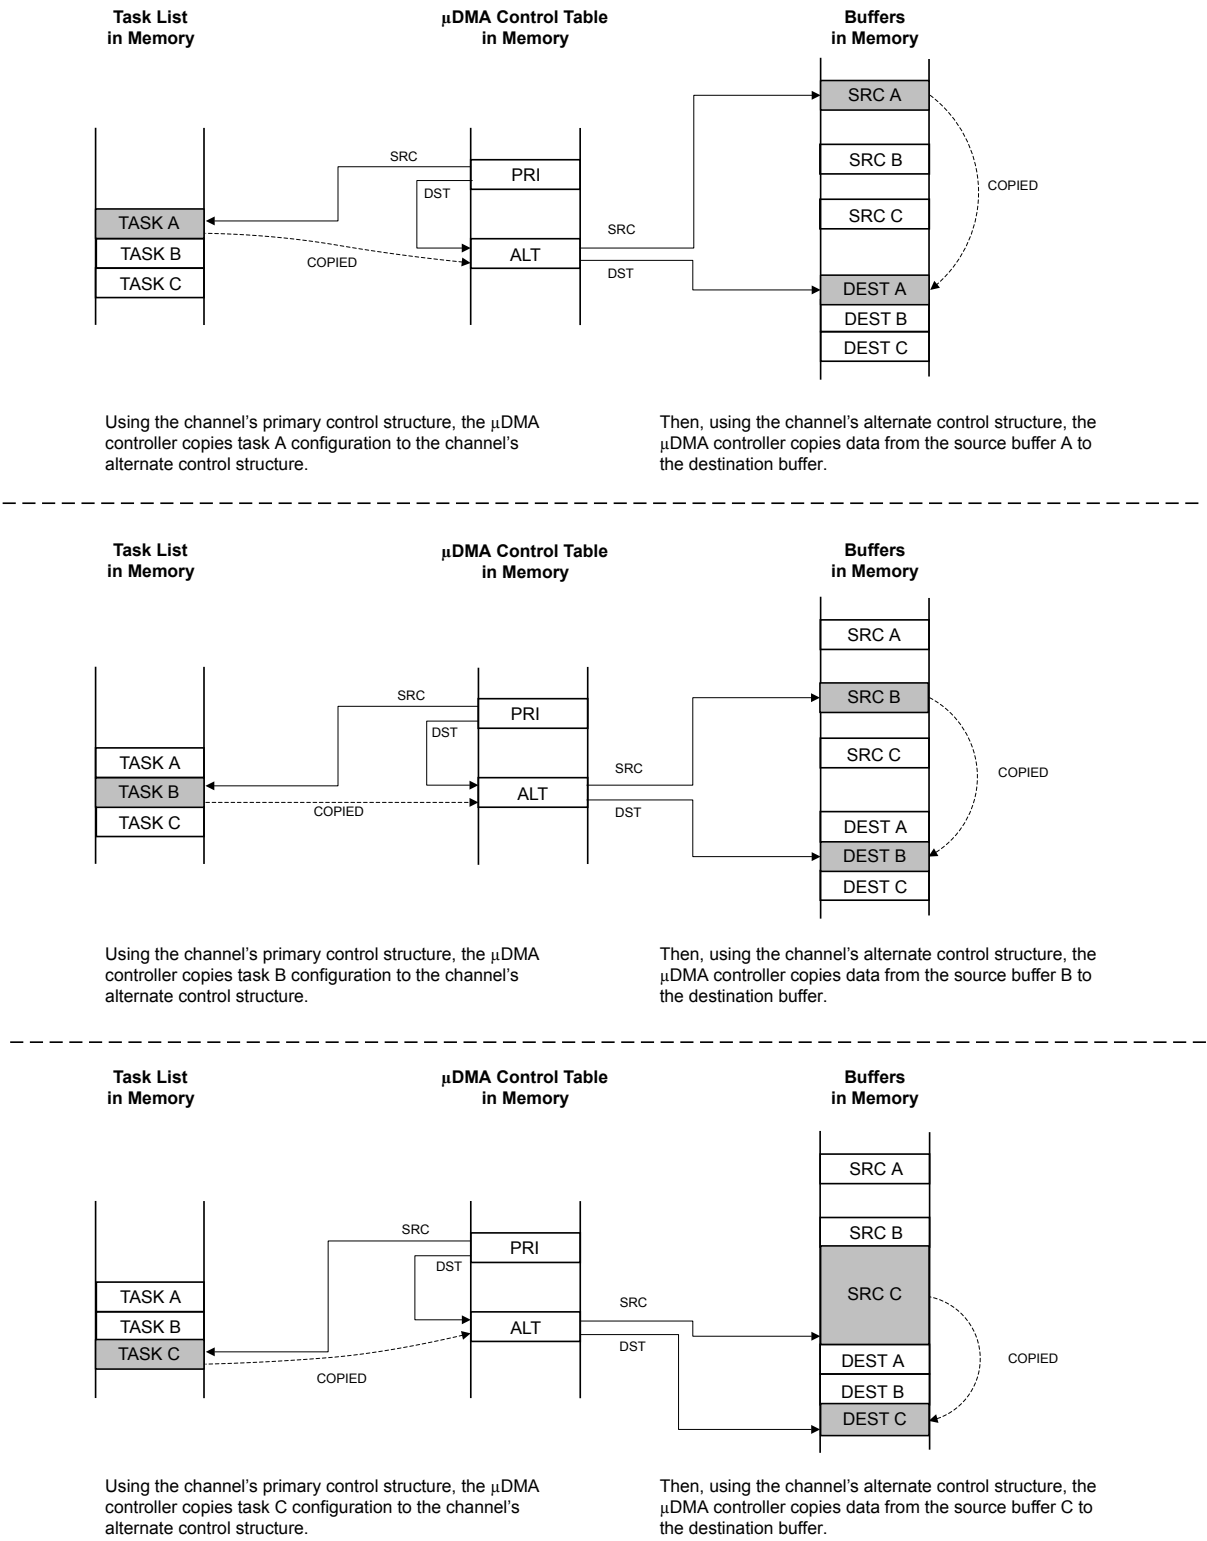 Task List
in Memory
µDMA Control Table
in Memory
Buffers
in Memory
SRC A
SRC B
SRC C
DEST A
DEST B
DEST C
PRI
ALT
TASK A
TASK B
TASK C
SRC
DST
COPIED
SRC
DST
COPIED
Using the channel's primary control structure, the µDMA
controller copies task A configuration to the channel's
alternate control structure.
Then, using the channel's alternate control structure, the
µDMA controller copies data from the source buffer A to
the destination buffer.
Task List
in Memory
µDMA Control Table
in Memory
Buffers
in Memory
SRC A
SRC B
SRC C
DEST A
DEST B
DEST C
PRI
ALT
TASK A
TASK B
TASK C
SRC
DST
COPIED
SRC
DST
COPIED
Using the channel's primary control structure, the µDMA
controller copies task B configuration to the channel's
alternate control structure.
Then, using the channel's alternate control structure, the
µDMA controller copies data from the source buffer B to
the destination buffer.
Task List
in Memory
µDMA Control Table
in Memory
Buffers
in Memory
SRC A
SRC B
SRC C
DEST A
DEST B
DEST C
PRI
ALT
TASK A
TASK B
TASK C
SRC
DST
COPIED
SRC
DST
COPIED
Using the channel's primary control structure, the µDMA
controller copies task C configuration to the channel's
alternate control structure.
Then, using the channel's alternate control structure, the
µDMA controller copies data from the source buffer C to
the destination buffer.